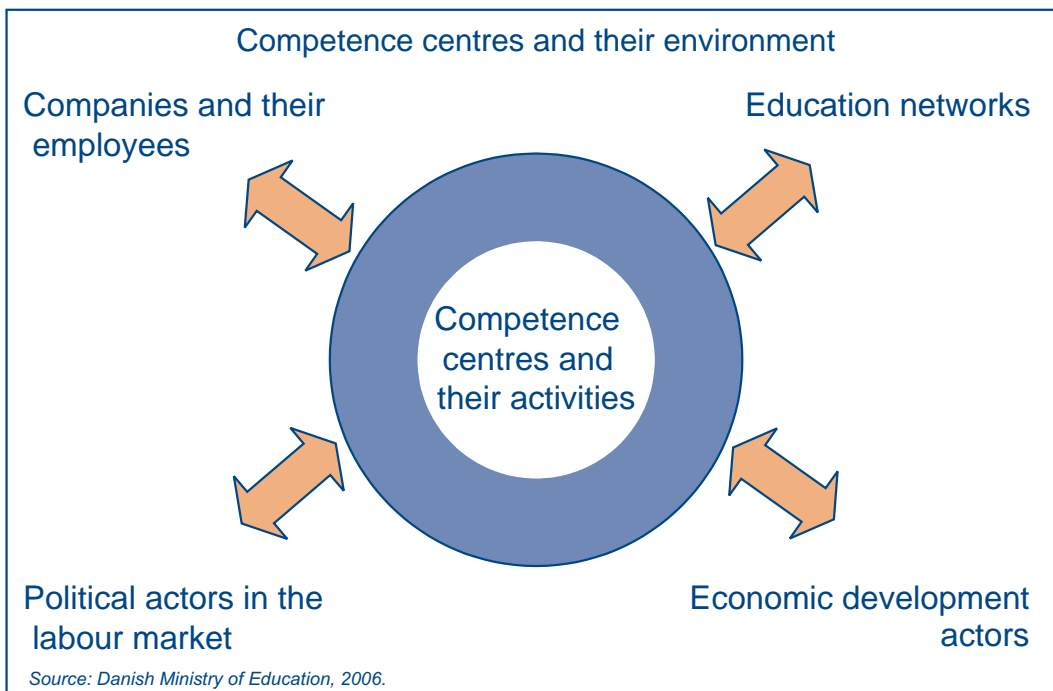 Competence centres and their environment
Companies and their
employees
Education networks
Competence
centres and
their activities
Political actors in the
labour market
Economic development
actors
Source: Danish Ministry of Education, 2006.